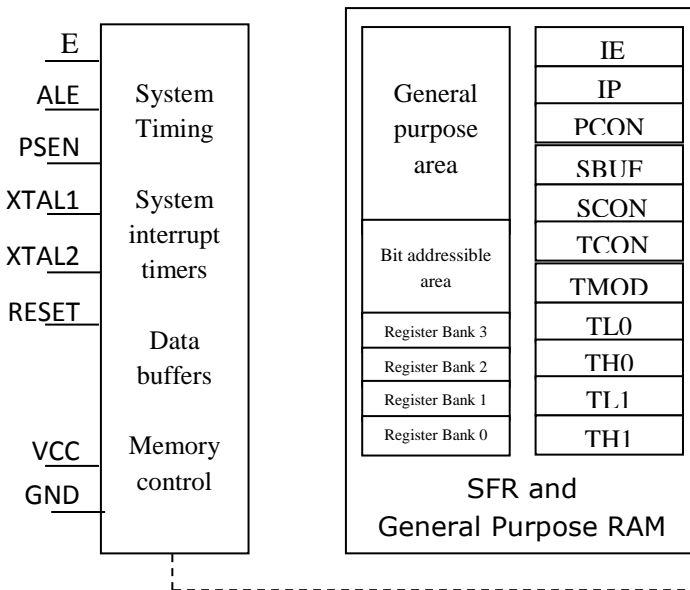 E
ALE
PSEN
XTAL1
XTAL2
RESET
VCC
GND
System
Timing
System
interrupt
timers
Data
buffers
Memory
control
General
purpose
area
Bit addressible
area
Register Bank 3
Register Bank 2
Register Bank 1
Register Bank 0
IE
IP
PCON
SBUF
SCON
TCON
TMOD
TL0
TH0
TL1
TH1
SFR and
General Purpose RAM